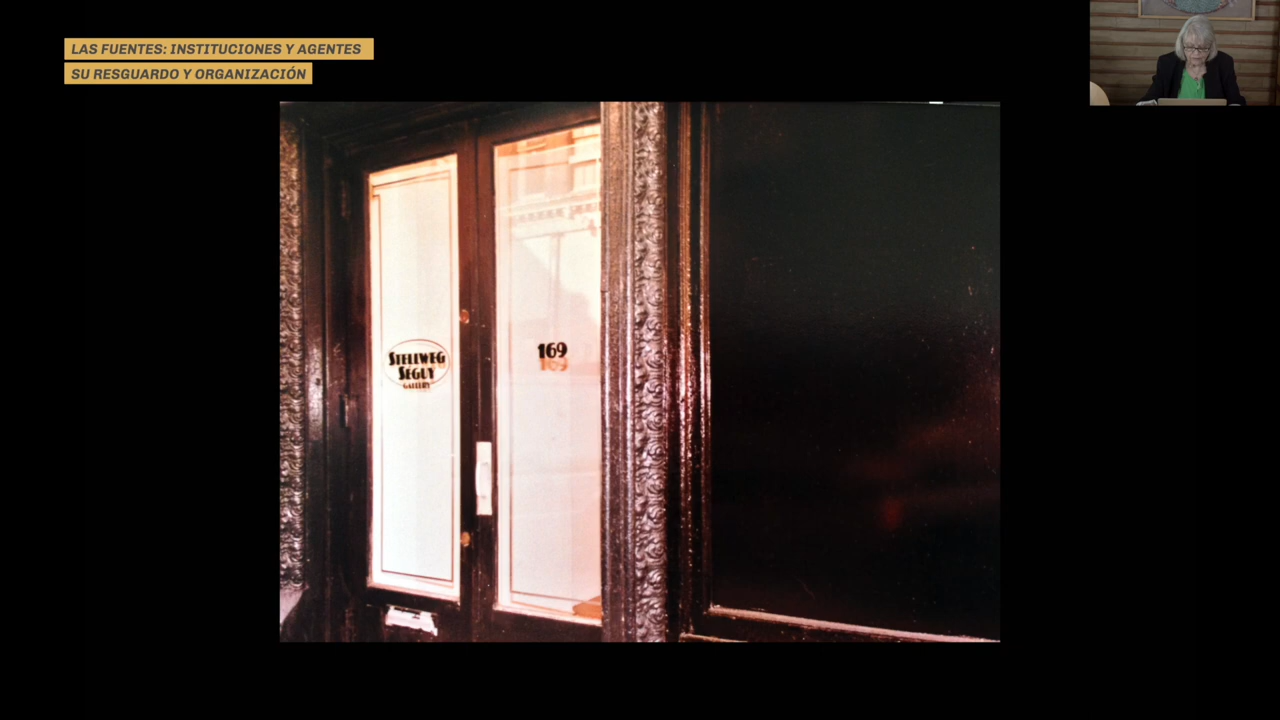 LAS FUENTES: INSTITUCIONES Y AGENTES
SU RESGUARDO Y ORGANIZACIÓN
STELLWEG
SEGUY
GALLERY
169